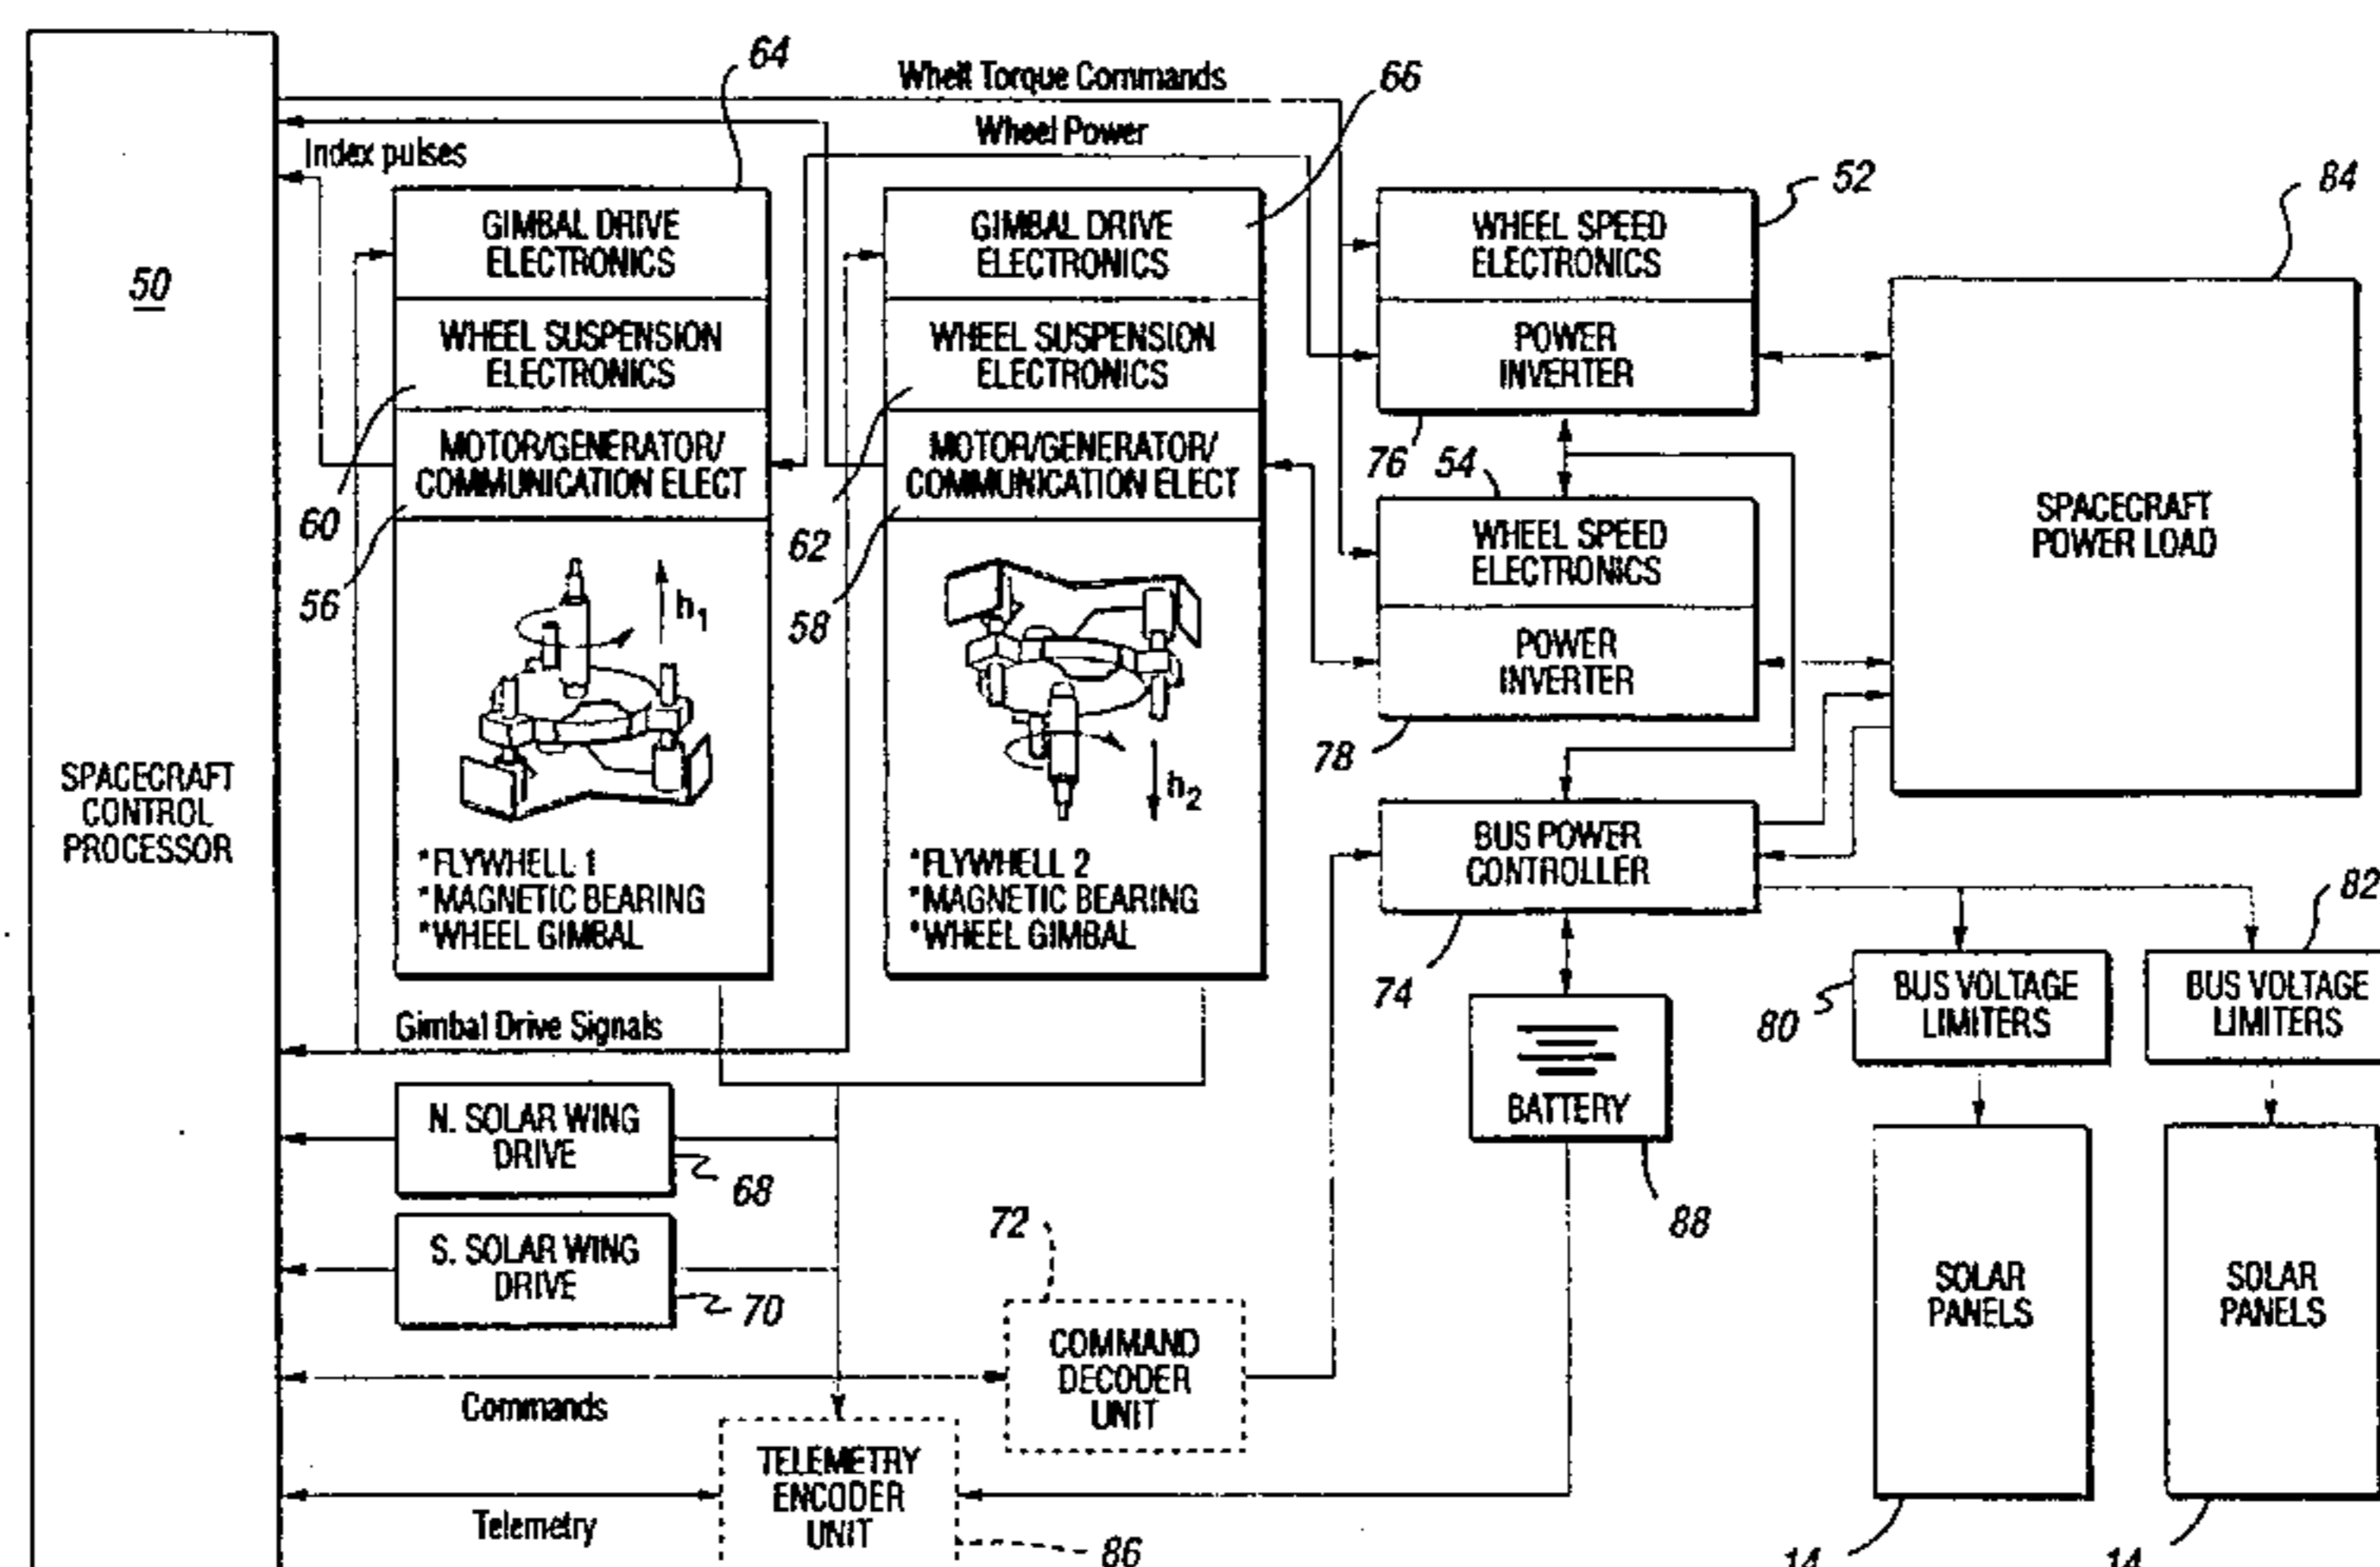 64
Whell Torque Commands
66
Wheel Power
Index pulses
52
84
50
GIMBAL DRIVE
ELECTRONICS
WHEEL SUSPENSION
ELECTRONICS
MOTOR/GENERATOR/
COMMUNICATION ELECT
60
56
h1
*FLYWHELL 1
*MAGNETIC BEARING
*WHEEL GIMBAL
GIMBAL DRIVE
ELECTRONICS
WHEEL SUSPENSION
ELECTRONICS
MOTOR/GENERATOR/
COMMUNICATION ELECT
62
58
h2
*FLYWHELL 2
*MAGNETIC BEARING
*WHEEL GIMBAL
WHEEL SPEED
ELECTRONICS
POWER
INVERTER
76
54
WHEEL SPEED
ELECTRONICS
POWER
INVERTER
78
SPACECRAFT
POWER LOAD
SPACECRAFT
CONTROL
PROCESSOR
BUS POWER
CONTROLLER
74
82
BUS VOLTAGE
LIMITERS
80
BUS VOLTAGE
LIMITERS
Gimbal Drive Signals
BATTERY
88
N. SOLAR WING
DRIVE
68
S. SOLAR WING
DRIVE
70
72
COMMAND
DECODER
UNIT
Commands
TELEMETRY
ENCODER
UNIT
86
Telemetry
SOLAR
PANELS
SOLAR
PANELS
14
14